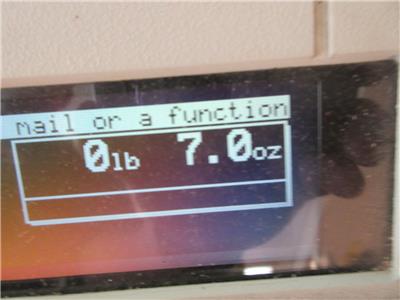 mail or a function
0lb 7.0oz